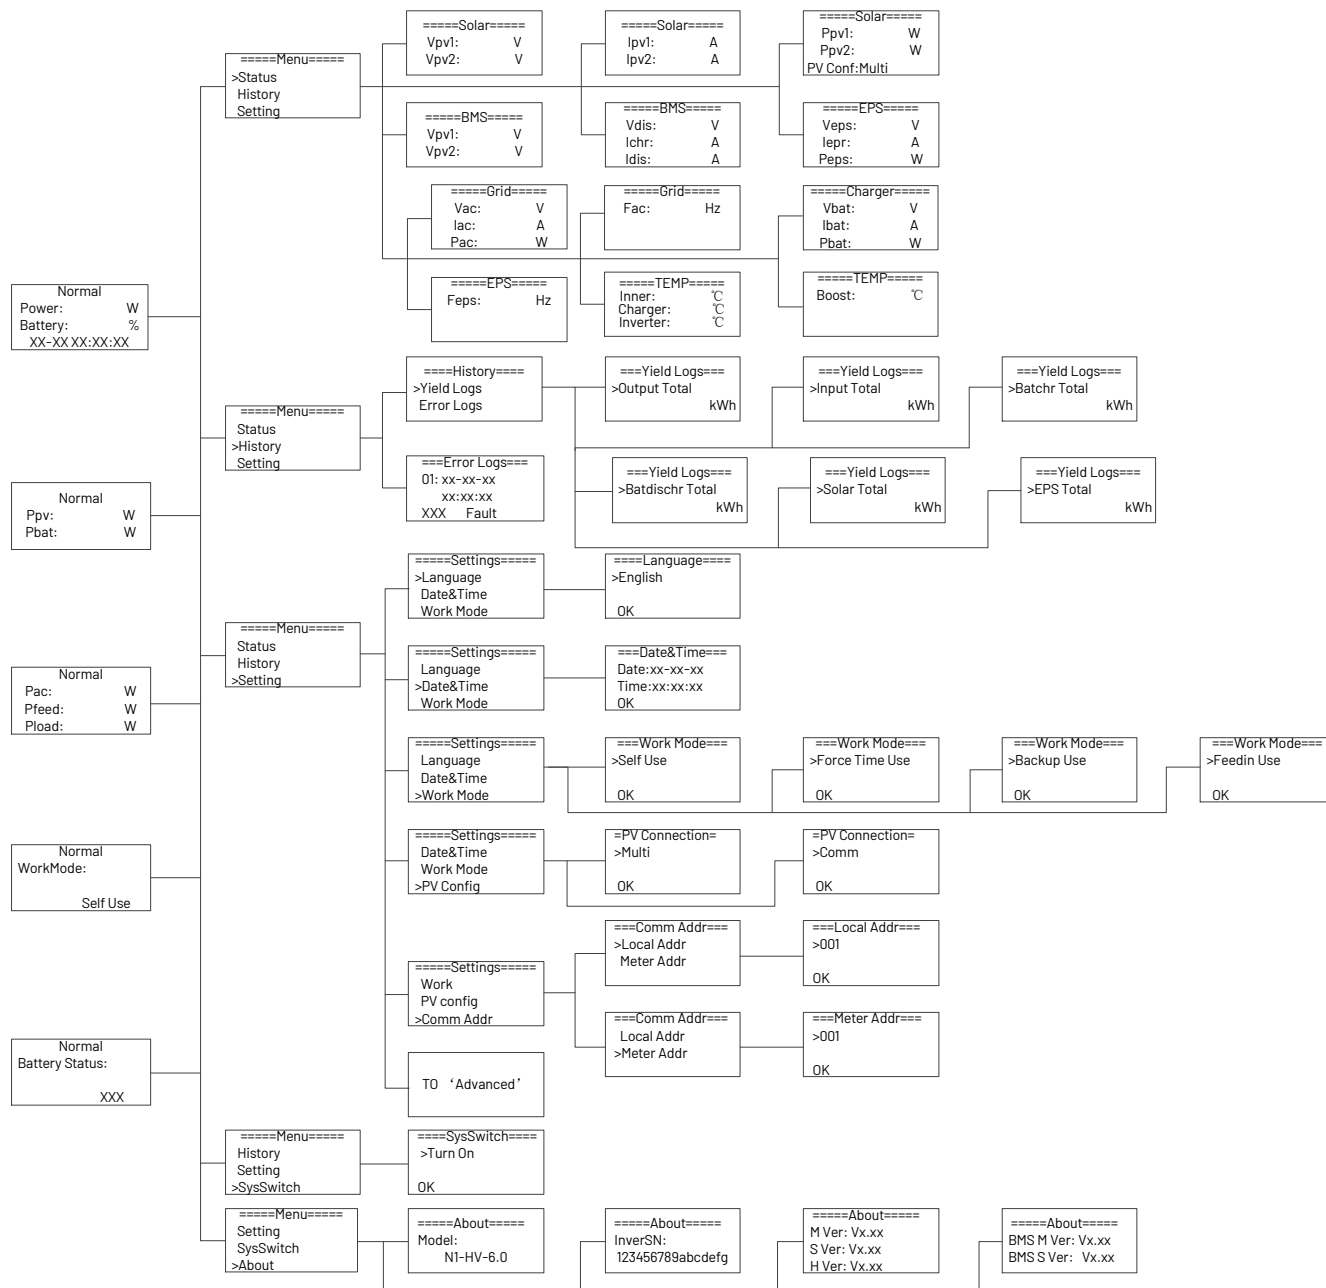 Normal
Power: W
Battery: %
XX-XX XX:XX:XX
Normal
Ppv: W
Pbat: W
Normal
Pac: W
Pfeed: W
Pload: W
Normal
WorkMode:
Self Use
Normal
Battery Status:
XXX
=====Menu=====
>Status
History
Setting
=====Solar=====
Vpv1: V
Vpv2: V
=====Solar=====
Ipv1: A
Ipv2: A
=====Solar=====
Ppv1: W
Ppv2: W
PV Conf:Multi
=====BMS=====
Vpv1: V
Vpv2: V
=====BMS=====
Vdis: V
Ichr: A
Idis: A
=====EPS=====
Veps: V
Iepr: A
Peps: W
=====Grid=====
Vac: V
Iac: A
Pac: W
=====Grid=====
Fac: Hz
=====Charger=====
Vbat: V
Ibat: A
Pbat: W
=====EPS=====
Feps: Hz
=====TEMP=====
Inner: ℃
Charger: ℃
Inverter: ℃
=====TEMP=====
Boost: ℃
=====Menu=====
Status
>History
Setting
====History====
>Yield Logs
Error Logs
===Yield Logs===
>Output Total
kWh
===Yield Logs===
>Input Total
kWh
===Yield Logs===
>Batchr Total
kWh
===Error Logs===
01: xx-xx-xx
xx:xx:xx
XXX Fault
===Yield Logs===
>Batdischr Total
kWh
===Yield Logs===
>Solar Total
kWh
===Yield Logs===
>EPS Total
kWh
=====Menu=====
Status
History
>Setting
=====Settings=====
>Language
Date&Time
Work Mode
====Language====
>English
OK
=====Settings=====
Language
>Date&Time
Work Mode
===Date&Time===
Date:xx-xx-xx
Time:xx:xx:xx
OK
=====Settings=====
Language
Date&Time
>Work Mode
===Work Mode===
>Self Use
OK
===Work Mode===
>Force Time Use
OK
===Work Mode===
>Backup Use
OK
===Work Mode===
>Feedin Use
OK
=====Settings=====
Date&Time
Work Mode
>PV Config
=PV Connection=
>Multi
OK
=PV Connection=
>Comm
OK
=====Settings=====
Work
PV config
>Comm Addr
===Comm Addr===
>Local Addr
Meter Addr
===Local Addr===
>001
OK
===Comm Addr===
Local Addr
>Meter Addr
===Meter Addr===
>001
OK
TO ‘Advanced’
=====Menu=====
History
Setting
>SysSwitch
====SysSwitch====
>Turn On
OK
=====Menu=====
Setting
SysSwitch
>About
=====About=====
Model:
N1-HV-6.0
=====About=====
InverSN:
123456789abcdefg
=====About=====
M Ver: Vx.xx
S Ver: Vx.xx
H Ver: Vx.xx
=====About=====
BMS M Ver: Vx.xx
BMS S Ver: Vx.xx